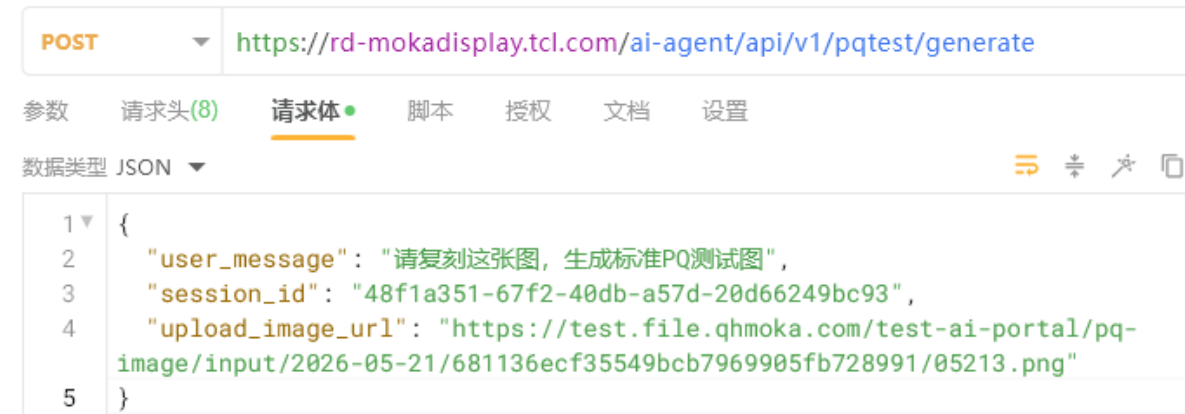 POST https://rd-mokadisplay.tcl.com/ai-agent/api/v1/pqtest/generate
参数 请求头(8) 请求体 脚本 授权 文档 设置
数据类型 JSON
1 {
2 "user_message": "请复刻这张图，生成标准PQ测试图",
3 "session_id": "48f1a351-67f2-40db-a57d-20d66249bc93",
4 "upload_image_url": "https://test.file.qhmoka.com/test-ai-portal/pq-
image/input/2026-05-21/681136ecf35549bcb7969905fb728991/05213.png"
5 }